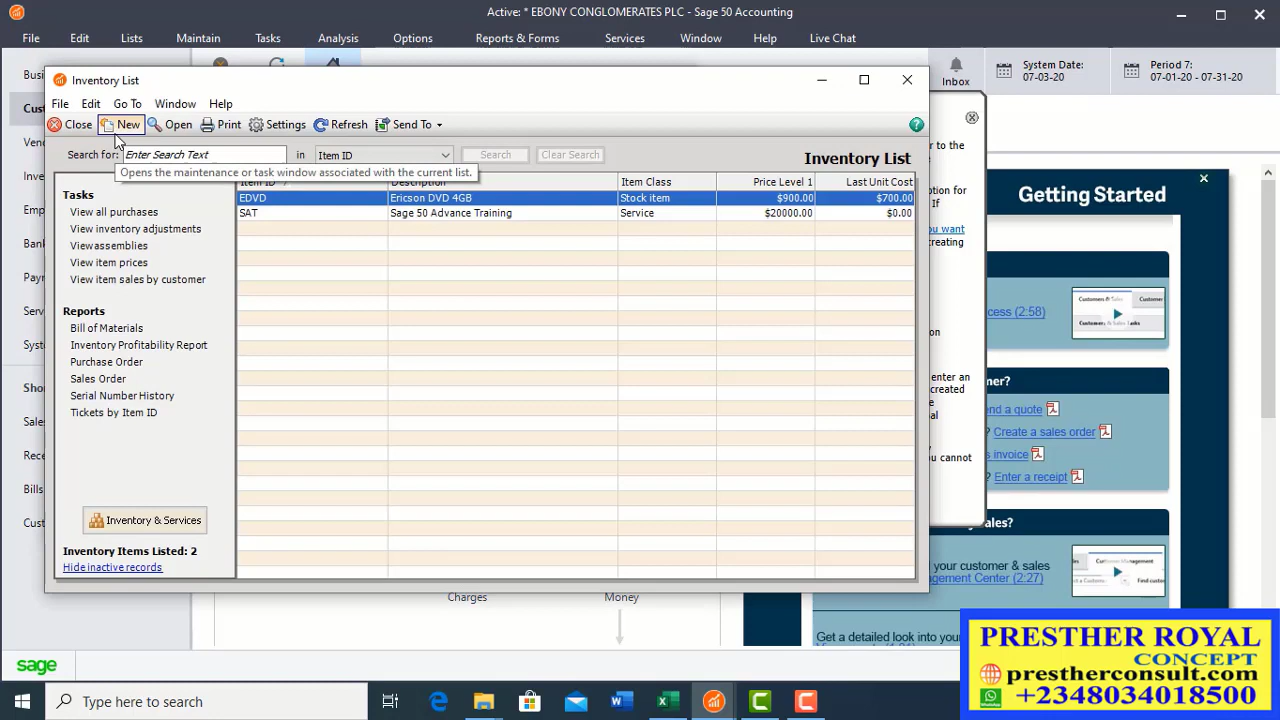 Active: * EBONY CONGLOMERATES PLC - Sage 50 Accounting
File Edit Lists Maintain Tasks Analysis Options Reports & Forms Services Window Help Live Chat
Inbox
System Date:
07-03-20
Period 7:
07-01-20 - 07-31-20
Inventory List
File Edit Go To Window Help
Close New Open Print Settings Refresh Send To
Search for: Enter Search Text in Item ID Search Clear Search Inventory List
Opens the maintenance or task window associated with the current list.
Item ID Description Item Class Price Level 1 Last Unit Cost
EDVD Ericson DVD 4GB Stock item $900.00 $700.00
SAT Sage 50 Advance Training Service $20000.00 $0.00
Tasks
View all purchases
View inventory adjustments
View assemblies
View item prices
View item sales by customer
Reports
Bill of Materials
Inventory Profitability Report
Purchase Order
Sales Order
Serial Number History
Tickets by Item ID
Inventory & Services
Inventory Items Listed: 2
Hide inactive records
Charges Money
to the
If
ou want
creating
enter an
created
ou cannot
Getting Started
(2:58)
Customers & Sales
a quote
Create a sales order
invoice
Enter a receipt
your customer & sales
(2:27)
Get a detailed look into your
sage
Type here to search
PRESTHER ROYAL
CONCEPT
prestherconsult.com
+2348034018500